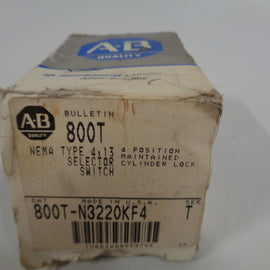 A-B
QUALITY
A-B
QUALITY
BULLETIN
800T
NEMA TYPE 4,13
SELECTOR
SWITCH
4 POSITION
MAINTAINED
CYLINDER LOCK
CAT
MADE IN U.S.A.
SER
800T-N3220KF4
T